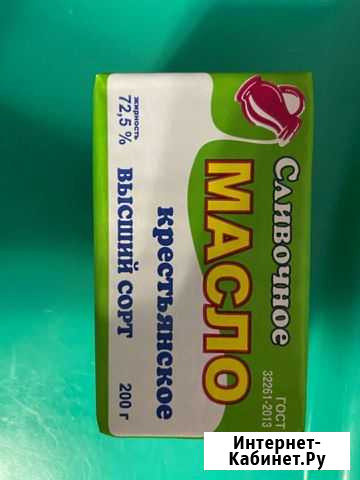 Сливочное
МАСЛО
ГОСТ
32261-2013
Крестьянское
жирность
72,5 %
ВЫСШИЙ СОРТ
200 г
Интернет-
Кабинет.Ру